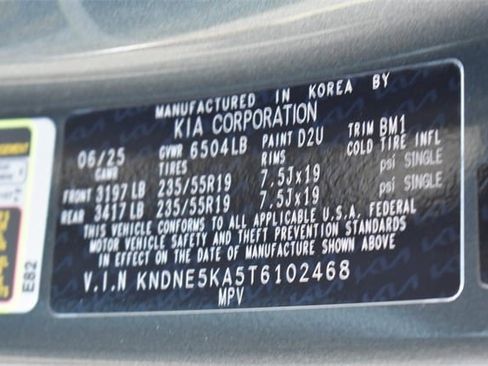 MANUFACTURED IN KOREA BY
KIA CORPORATION
06/25 GVWR 6504LB PAINT D2U TRIM BM1
GAWR TIRES RIMS COLD TIRE INFL
FRONT 3197 LB 235/55R19 7.5Jx19 psi SINGLE
REAR 3417 LB 235/55R19 7.5Jx19 psi SINGLE
THIS VEHICLE CONFORMS TO ALL APPLICABLE U.S.A. FEDERAL
MOTOR VEHICLE SAFETY AND THEFT PREVENTION STANDARDS
IN EFFECT ON THE DATE OF MANUFACTURE SHOWN ABOVE
V.I.N KNDNE5KA5T6102468
MPV
E82